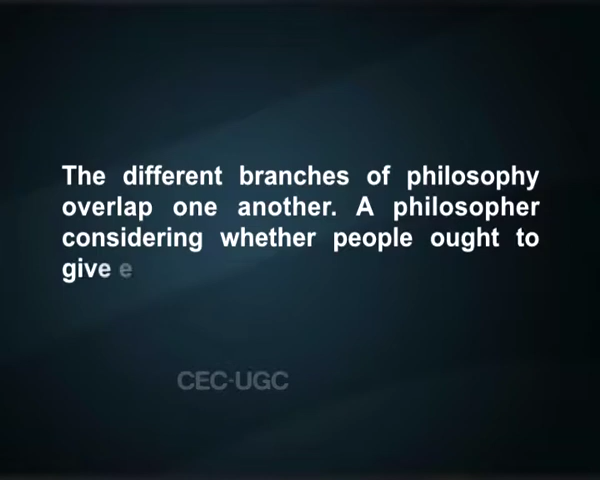 The different branches of philosophy
overlap one another. A philosopher
considering whether people ought to
give e
CEC-UGC